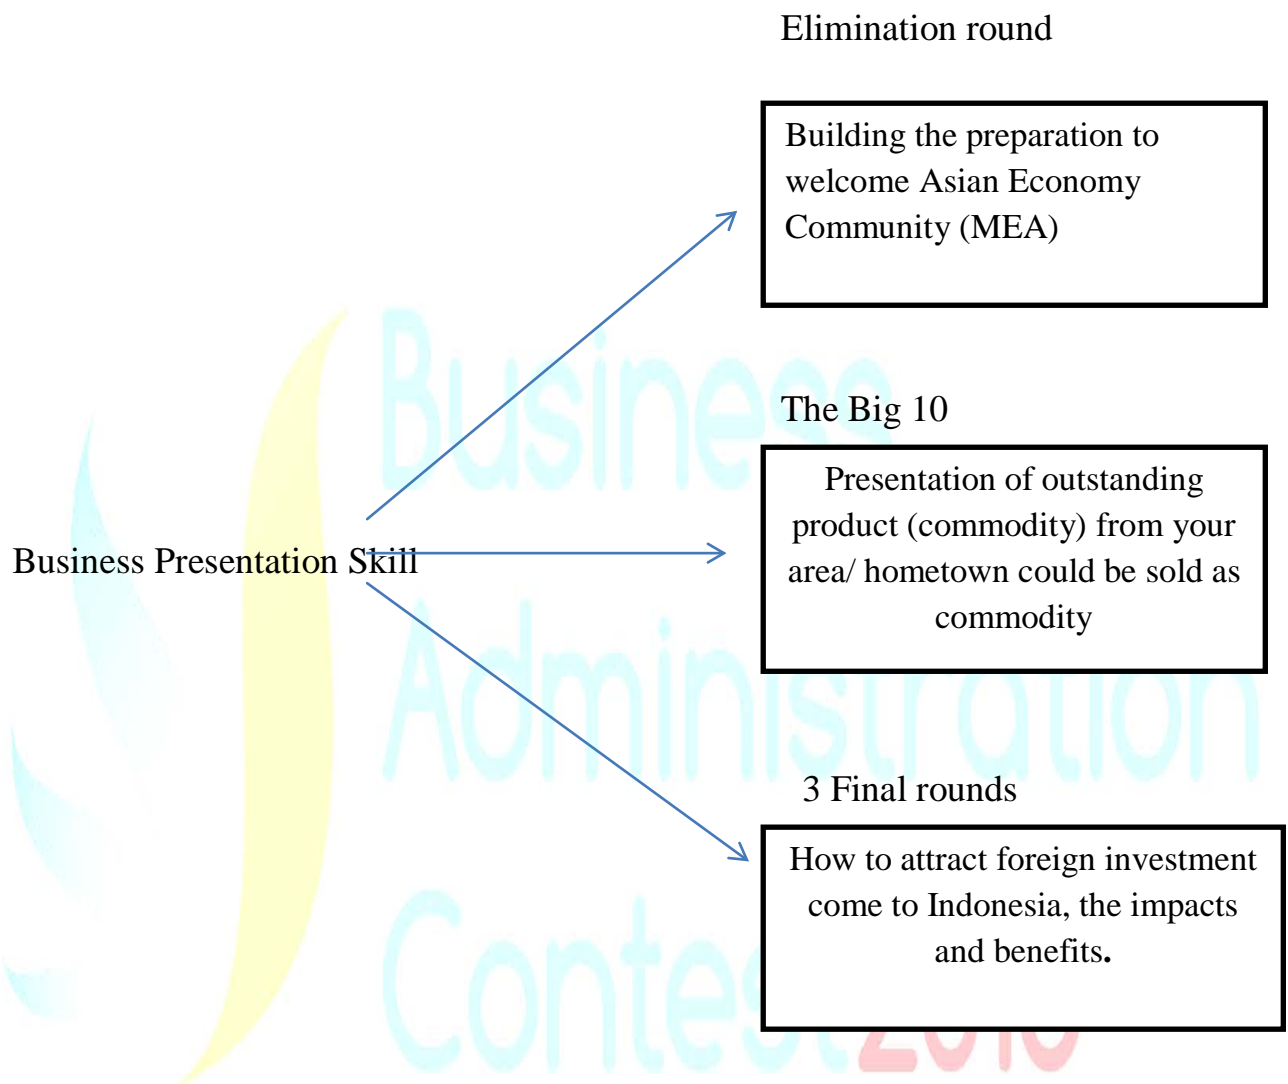 Elimination round
Building the preparation to
welcome Asian Economy
Community (MEA)
The Big 10
Presentation of outstanding
product (commodity) from your
area/ hometown could be sold as
commodity
Business Presentation Skill
3 Final rounds
How to attract foreign investment
come to Indonesia, the impacts
and benefits.
Business
Administration
Contest